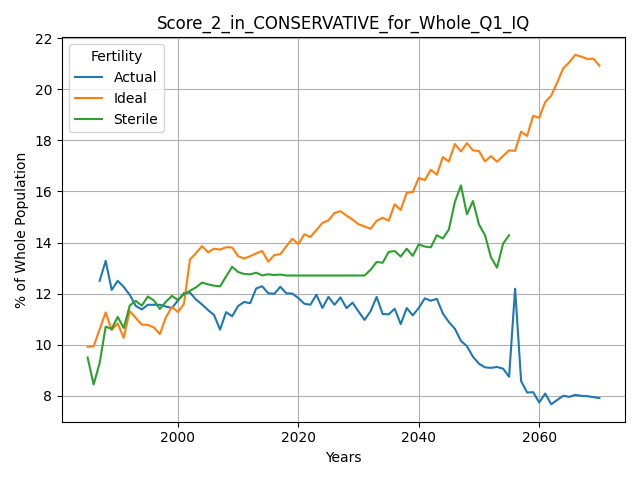 Score_2_in_CONSERVATIVE_for_Whole_Q1_IQ
Fertility
Actual
Ideal
Sterile
% of Whole Population
22
20
18
16
14
12
10
8
2000 2020 2040 2060
Years